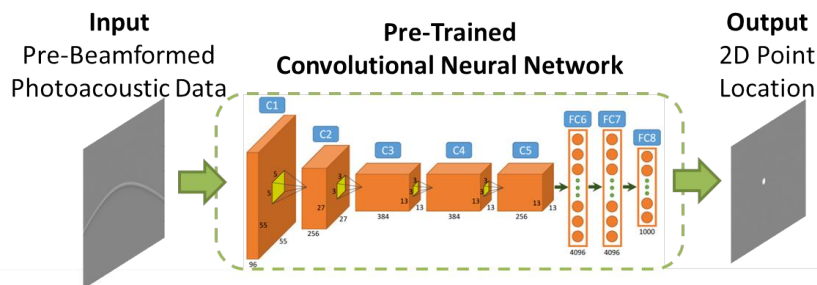 Input
Pre-Beamformed
Photoacoustic Data
Pre-Trained
Convolutional Neural Network
Output
2D Point
Location
C1
C2
C3
C4
C5
FC6
FC7
FC8
5
5
55
55
96
3
3
27
27
256
3
3
13
13
384
3
3
13
13
384
13
13
256
4096
4096
1000